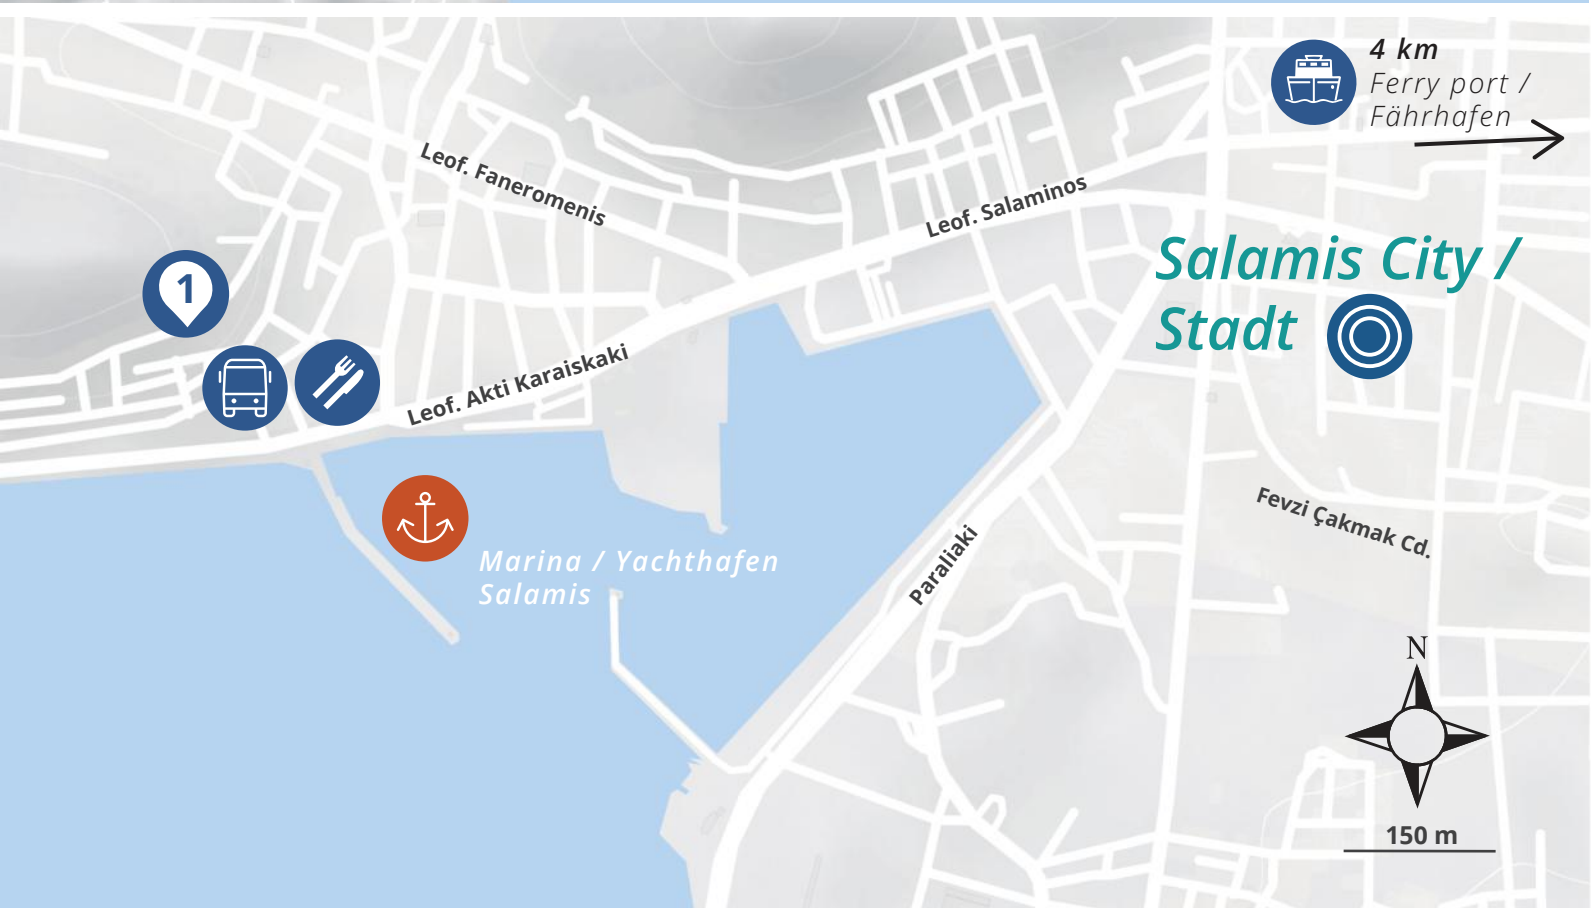 4 km
Ferry port /
Fährhafen
Leof. Faneromenis
Leof. Salaminos
Salamis City /
Stadt
1
Leof. Akti Karaiskaki
Fevzi Çakmak Cd.
Marina / Yachthafen
Salamis
Paraliaki
N
150 m